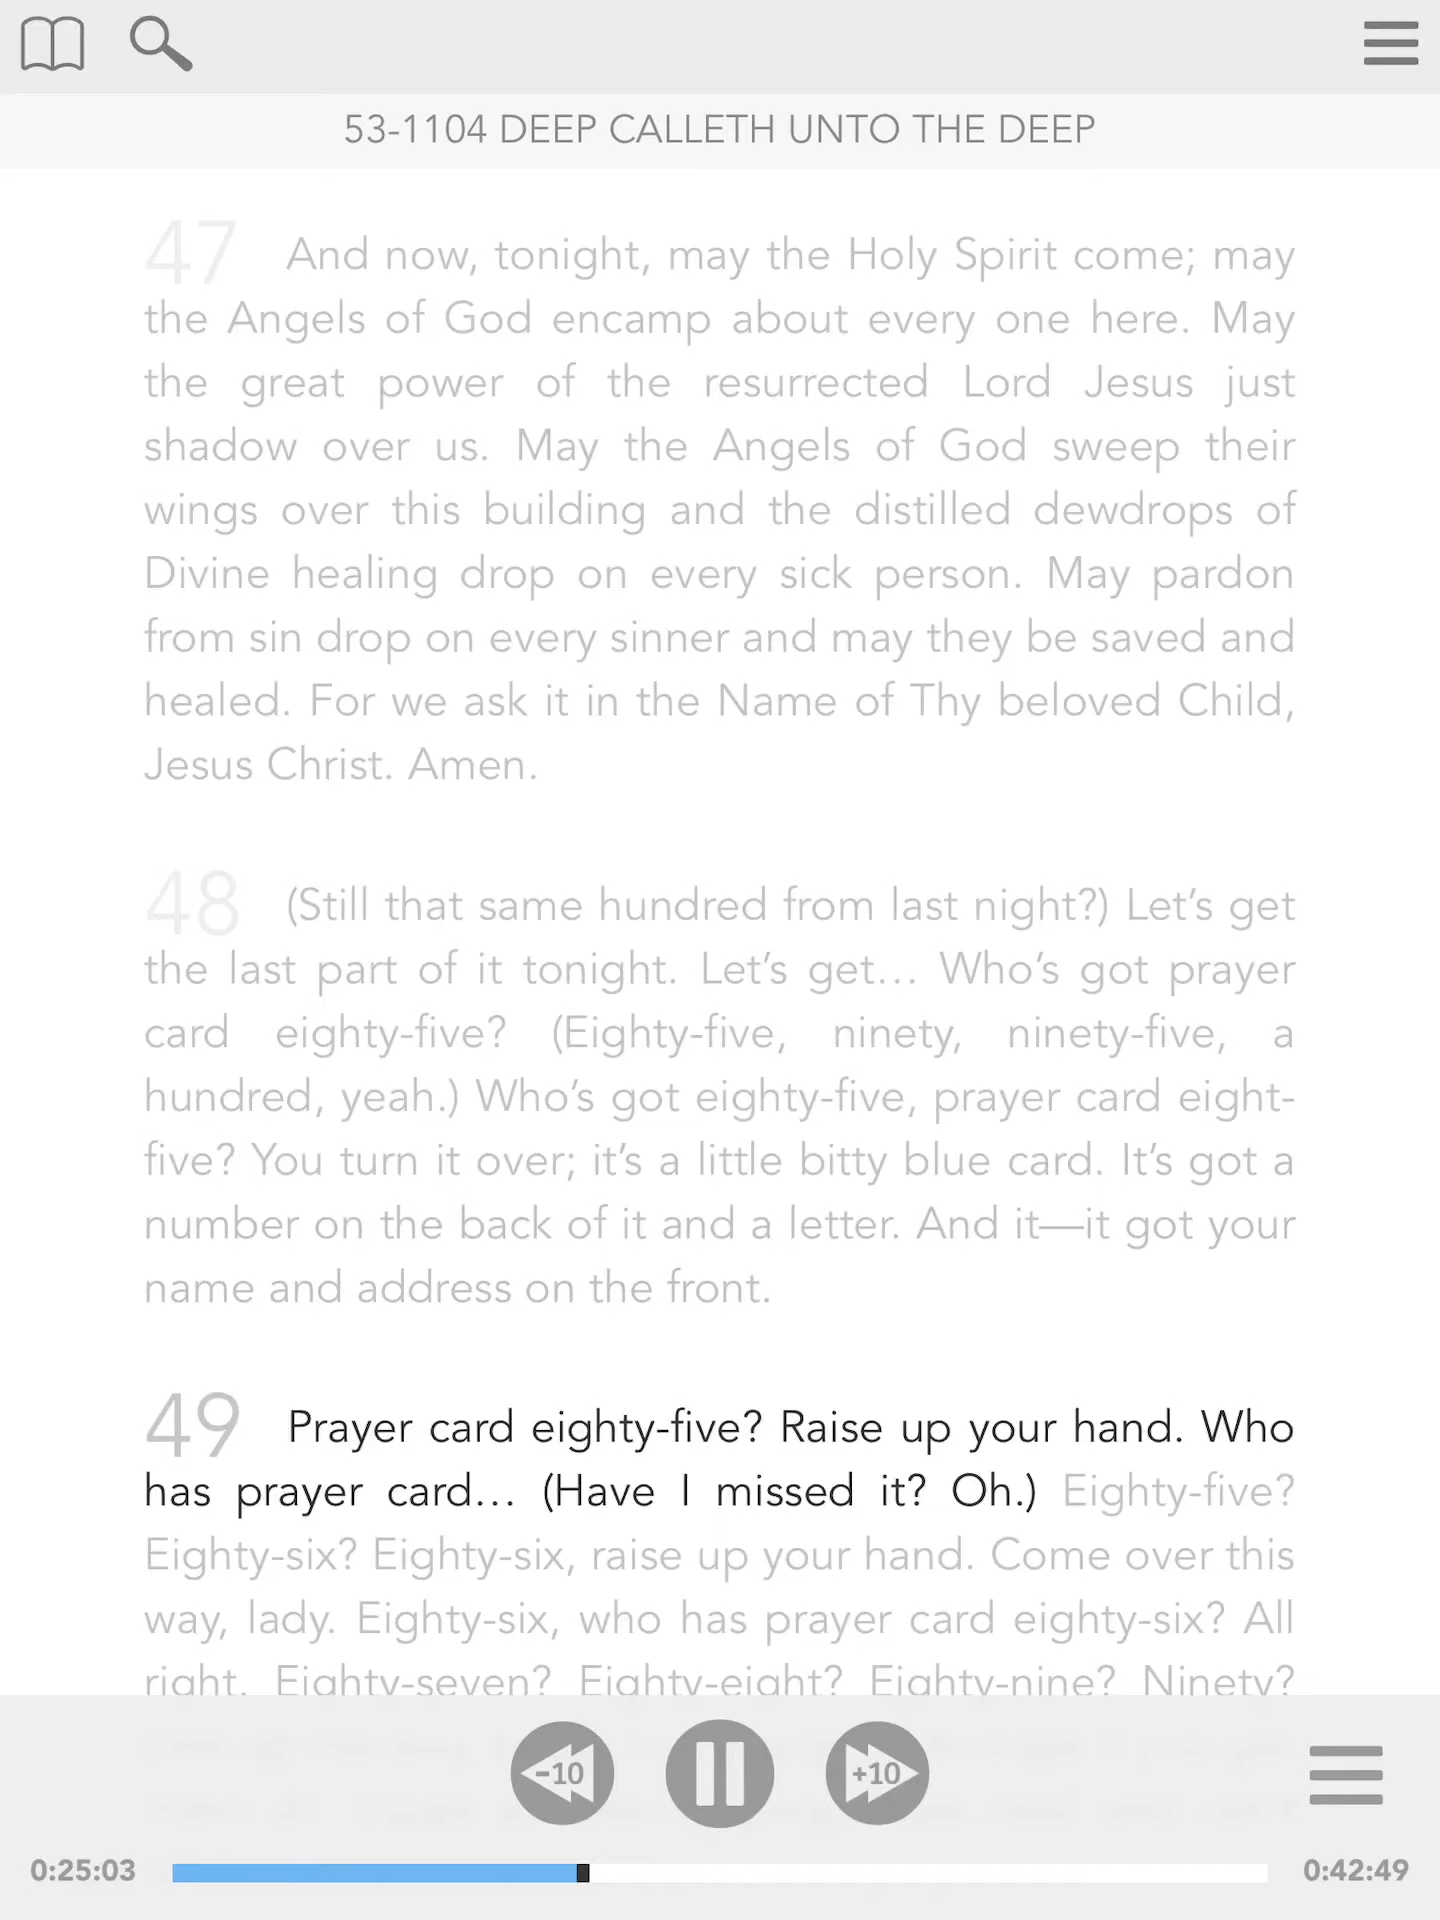 53-1104 DEEP CALLETH UNTO THE DEEP
47 And now, tonight, may the Holy Spirit come; may
the Angels of God encamp about every one here. May
the great power of the resurrected Lord Jesus just
shadow over us. May the Angels of God sweep their
wings over this building and the distilled dewdrops of
Divine healing drop on every sick person. May pardon
from sin drop on every sinner and may they be saved and
healed. For we ask it in the Name of Thy beloved Child,
Jesus Christ. Amen.
48 (Still that same hundred from last night?) Let’s get
the last part of it tonight. Let’s get… Who’s got prayer
card eighty-five? (Eighty-five, ninety, ninety-five, a
hundred, yeah.) Who’s got eighty-five, prayer card eight-
five? You turn it over; it’s a little bitty blue card. It’s got a
number on the back of it and a letter. And it—it got your
name and address on the front.
49 Prayer card eighty-five? Raise up your hand. Who
has prayer card… (Have I missed it? Oh.) Eighty-five?
Eighty-six? Eighty-six, raise up your hand. Come over this
way, lady. Eighty-six, who has prayer card eighty-six? All
right. Eighty-seven? Eighty-eight? Eighty-nine? Ninety?
-10 +10
0:25:03 0:42:49